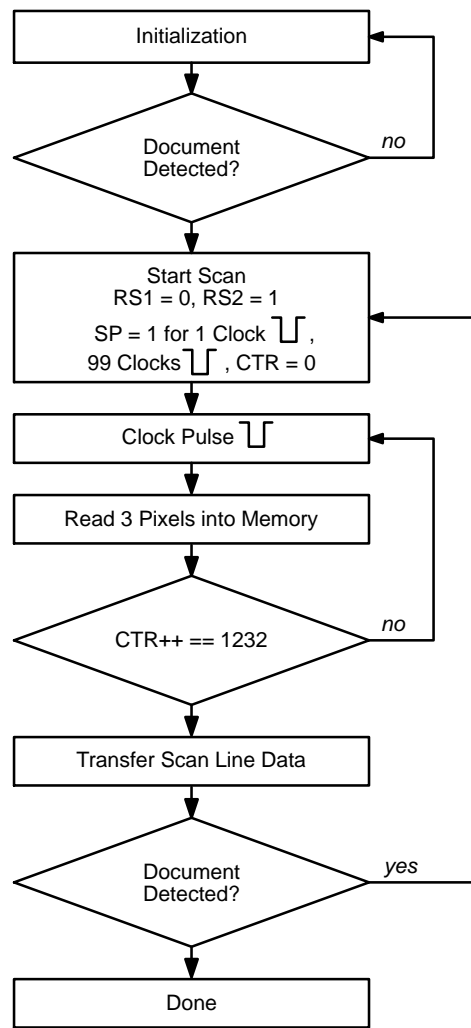 Initialization
Document
Detected?
no
Start Scan
RS1 = 0, RS2 = 1
SP = 1 for 1 Clock ,
99 Clocks , CTR = 0
Clock Pulse
Read 3 Pixels into Memory
CTR++ == 1232
no
Transfer Scan Line Data
Document
Detected?
yes
Done